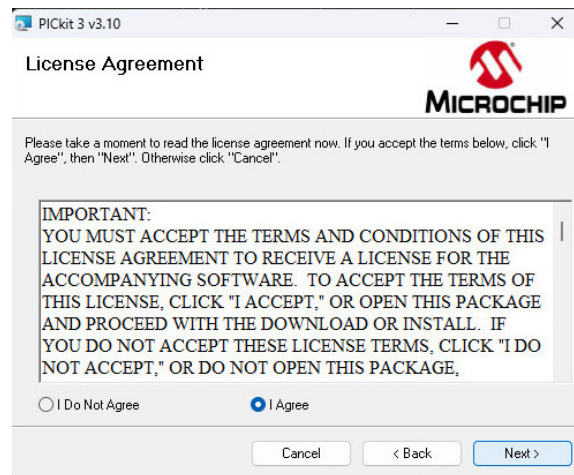 PICkit 3 v3.10
License Agreement
MICROCHIP
Please take a moment to read the license agreement now. If you accept the terms below, click "I
Agree", then "Next". Otherwise click "Cancel".
IMPORTANT:
YOU MUST ACCEPT THE TERMS AND CONDITIONS OF THIS
LICENSE AGREEMENT TO RECEIVE A LICENSE FOR THE
ACCOMPANYING SOFTWARE.  TO ACCEPT THE TERMS OF
THIS LICENSE, CLICK "I ACCEPT," OR OPEN THIS PACKAGE
AND PROCEED WITH THE DOWNLOAD OR INSTALL.  IF
YOU DO NOT ACCEPT THESE LICENSE TERMS, CLICK "I DO
NOT ACCEPT," OR DO NOT OPEN THIS PACKAGE,
I Do Not Agree I Agree
Cancel < Back Next >